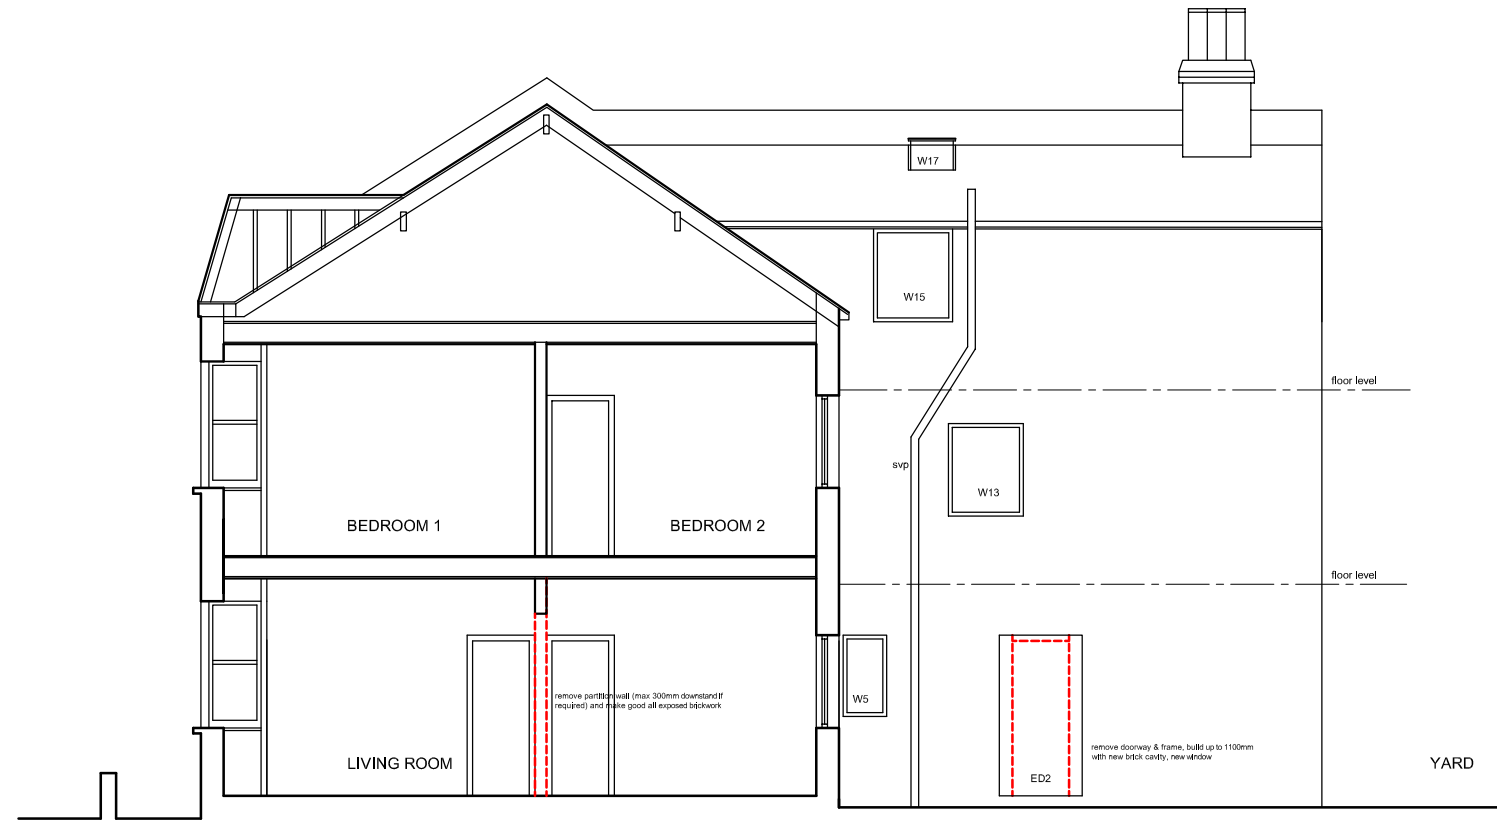 W17
W15
floor level
svp
W13
BEDROOM 1
BEDROOM 2
floor level
remove partition wall (max 300mm downstand if
required) and make good all exposed brickwork
W5
remove doorway & frame, build up to 1100mm
with new brick cavity, new window
LIVING ROOM
ED2
YARD